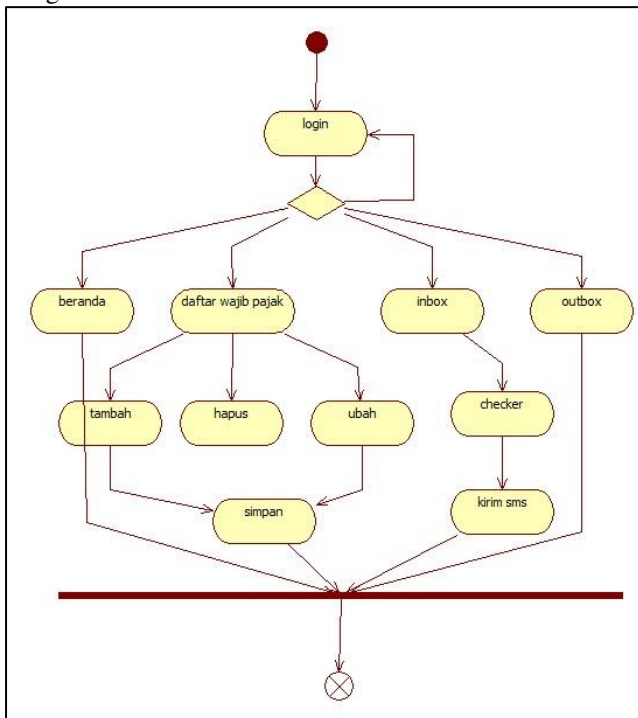 login
beranda
daftar wajib pajak
inbox
outbox
tambah
hapus
ubah
checker
simpan
kirim sms